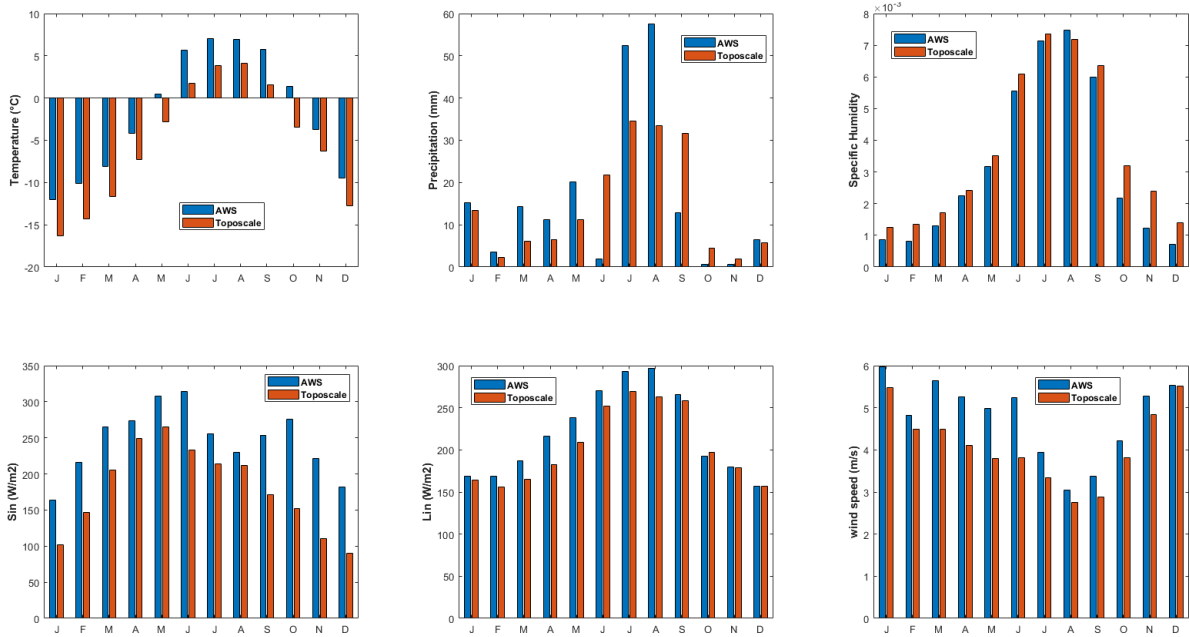 Temperature (°C)
10
5
0
-5
-10
-15
-20
AWS
Toposcale
J F M A M J J A S O N D
Precipitation (mm)
60
50
40
30
20
10
0
AWS
Toposcale
J F M A M J J A S O N D
×10⁻³
Specific Humidity
8
7
6
5
4
3
2
1
0
AWS
Toposcale
J F M A M J J A S O N D
Sin (W/m2)
350
300
250
200
150
100
50
0
AWS
Toposcale
J F M A M J J A S O N D
Lin (W/m2)
300
250
200
150
100
50
0
AWS
Toposcale
J F M A M J J A S O N D
wind speed (m/s)
6
5
4
3
2
1
0
AWS
Toposcale
J F M A M J J A S O N D